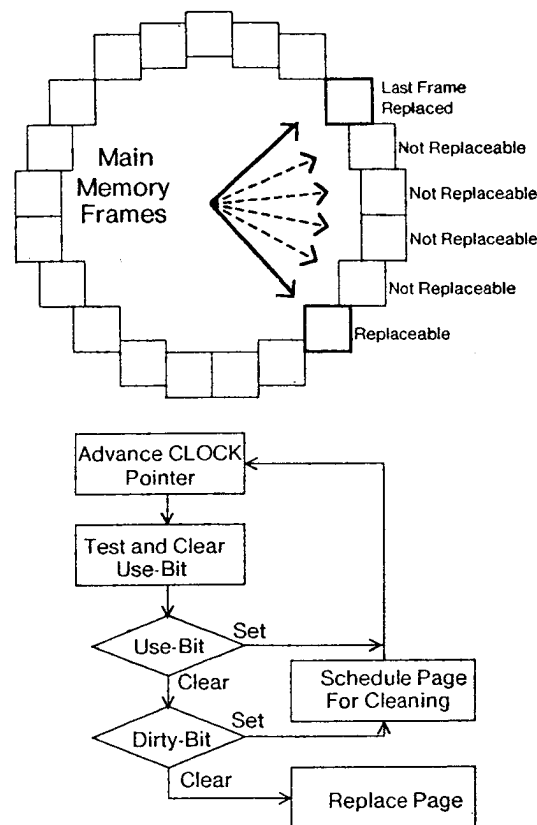 Last Frame
Replaced
Not Replaceable
Main
Memory
Frames
Not Replaceable
Not Replaceable
Not Replaceable
Replaceable
Advance CLOCK
Pointer
Test and Clear
Use-Bit
Use-Bit
Set
Clear
Schedule Page
For Cleaning
Dirty-Bit
Set
Clear
Replace Page